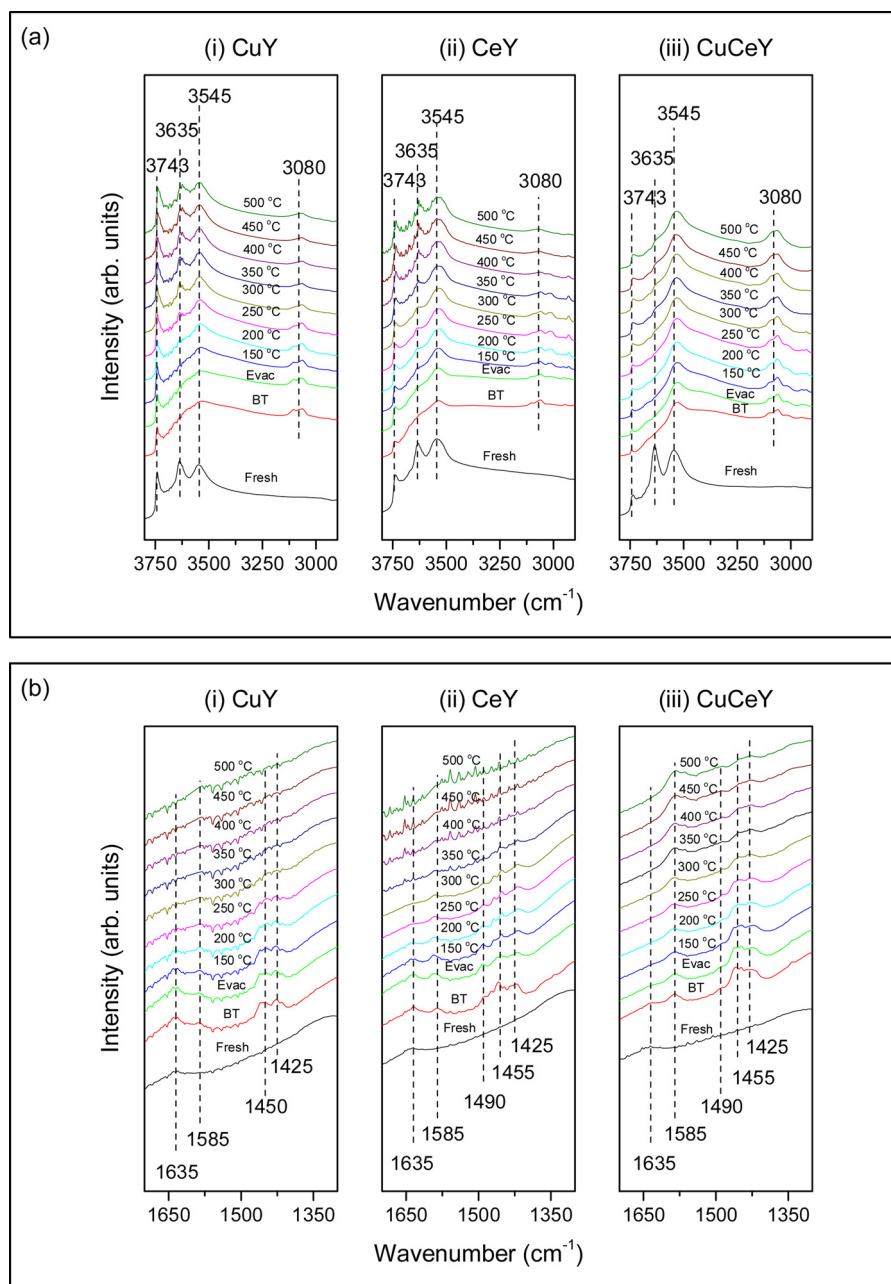 (a)
(i) CuY
(ii) CeY
(iii) CuCeY
Intensity (arb. units)
3743
3635
3545
3080
500 °C
450 °C
400 °C
350 °C
300 °C
250 °C
200 °C
150 °C
Evac
BT
Fresh
3750 3500 3250 3000
3743
3635
3545
3080
500 °C
450 °C
400 °C
350 °C
300 °C
250 °C
200 °C
150 °C
Evac
BT
Fresh
3750 3500 3250 3000
3743
3635
3545
3080
500 °C
450 °C
400 °C
350 °C
300 °C
250 °C
200 °C
150 °C
Evac
BT
Fresh
3750 3500 3250 3000
Wavenumber (cm-1)
(b)
(i) CuY
(ii) CeY
(iii) CuCeY
Intensity (arb. units)
500 °C
450 °C
400 °C
350 °C
300 °C
250 °C
200 °C
150 °C
Evac
BT
Fresh
1425
1450
1585
1635
1650 1500 1350
500 °C
450 °C
400 °C
350 °C
300 °C
250 °C
200 °C
150 °C
Evac
BT
Fresh
1425
1455
1490
1585
1635
1650 1500 1350
500 °C
450 °C
400 °C
350 °C
300 °C
250 °C
200 °C
150 °C
Evac
BT
Fresh
1425
1455
1490
1585
1635
1650 1500 1350
Wavenumber (cm-1)